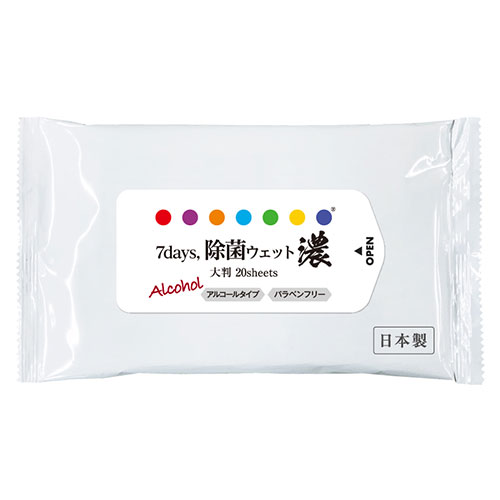 ®
7days, 除菌ウェット 濃
大判 20sheets
Alcohol
アルコールタイプ パラベンフリー
OPEN
日本製